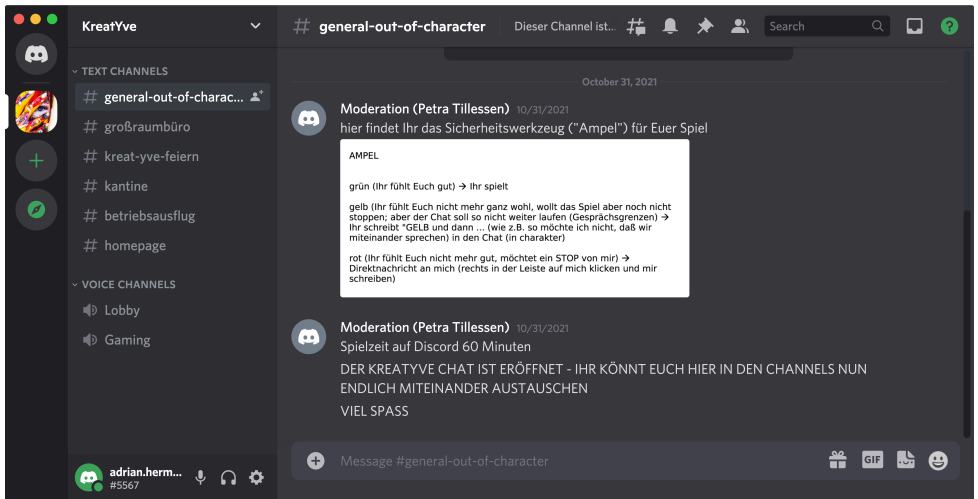 KreatYve
TEXT CHANNELS
# general-out-of-charac...
# großraumbüro
# kreat-yve-feiern
# kantine
# betriebsausflug
# homepage
VOICE CHANNELS
Lobby
Gaming
adrian.herm...
#5567
# general-out-of-character
Dieser Channel ist...
Search
October 31, 2021
Moderation (Petra Tillessen) 10/31/2021
hier findet Ihr das Sicherheitswerkzeug ("Ampel") für Euer Spiel
AMPEL
grün (Ihr fühlt Euch gut) → Ihr spielt
gelb (Ihr fühlt Euch nicht mehr ganz wohl, wollt das Spiel aber noch nicht
stoppen; aber der Chat soll so nicht weiter laufen (Gesprächsgrenzen) →
Ihr schreibt "GELB und dann ... (wie z.B. so möchte ich nicht, daß wir
miteinander sprechen) in den Chat (in charakter)
rot (Ihr fühlt Euch nicht mehr gut, möchtet ein STOP von mir) →
Direktnachricht an mich (rechts in der Leiste auf mich klicken und mir
schreiben)
Moderation (Petra Tillessen) 10/31/2021
Spielzeit auf Discord 60 Minuten
DER KREATYVE CHAT IST ERÖFFNET - IHR KÖNNT EUCH HIER IN DEN CHANNELS NUN
ENDLICH MITEINANDER AUSTAUSCHEN
VIEL SPASS
Message #general-out-of-character
GIF